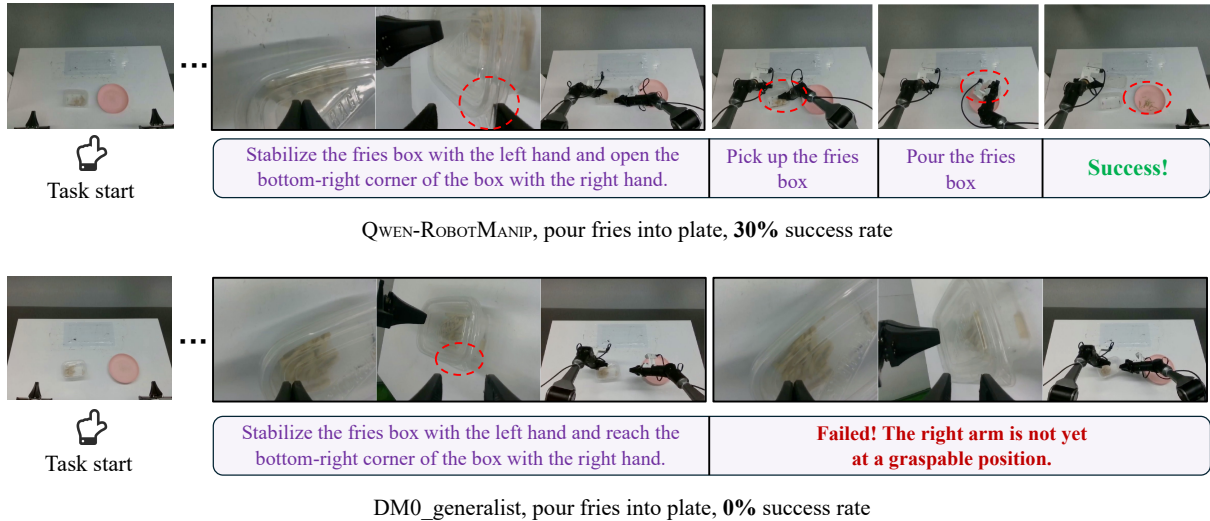 ...
Task start
Stabilize the fries box with the left hand and open the
bottom-right corner of the box with the right hand.
Pick up the fries
box
Pour the fries
box
Success!
QWEN-ROBOTMANIP, pour fries into plate, 30% success rate
...
Task start
Stabilize the fries box with the left hand and reach the
bottom-right corner of the box with the right hand.
Failed! The right arm is not yet
at a graspable position.
DM0_generalist, pour fries into plate, 0% success rate